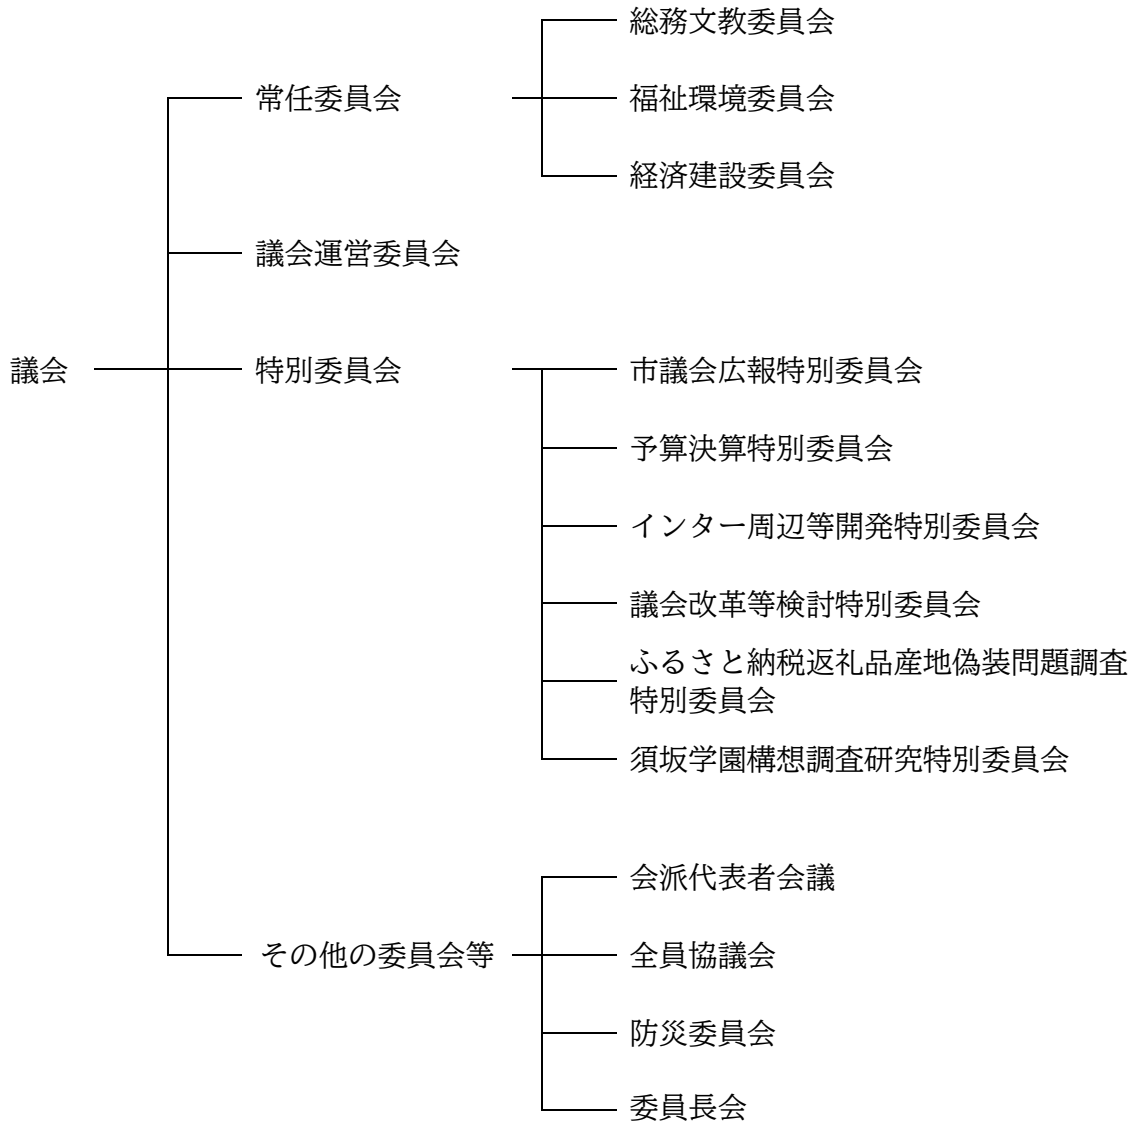 総務文教委員会
常任委員会
福祉環境委員会
経済建設委員会
議会運営委員会
議会
特別委員会
市議会広報特別委員会
予算決算特別委員会
インター周辺等開発特別委員会
議会改革等検討特別委員会
ふるさと納税返礼品産地偽装問題調査
特別委員会
須坂学園構想調査研究特別委員会
会派代表者会議
その他の委員会等
全員協議会
防災委員会
委員長会